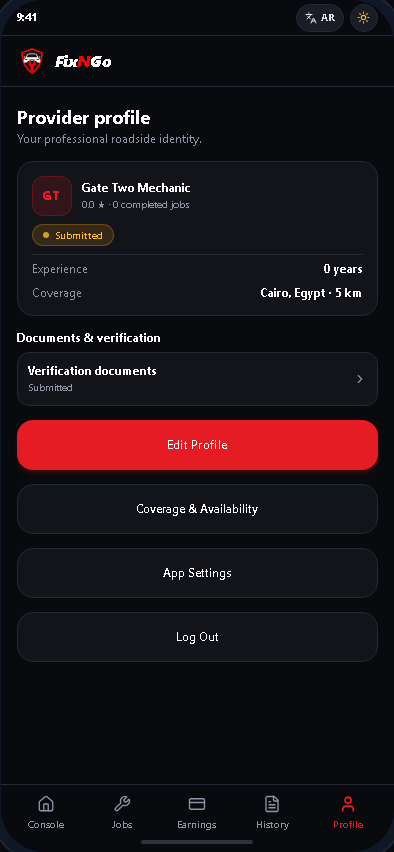 9:41
AR
FixNGo
Provider profile
Your professional roadside identity.
GT
Gate Two Mechanic
0.0 ★ · 0 completed jobs
Submitted
Experience
0 years
Coverage
Cairo, Egypt · 5 km
Documents & verification
Verification documents
Submitted
Edit Profile
Coverage & Availability
App Settings
Log Out
Console
Jobs
Earnings
History
Profile